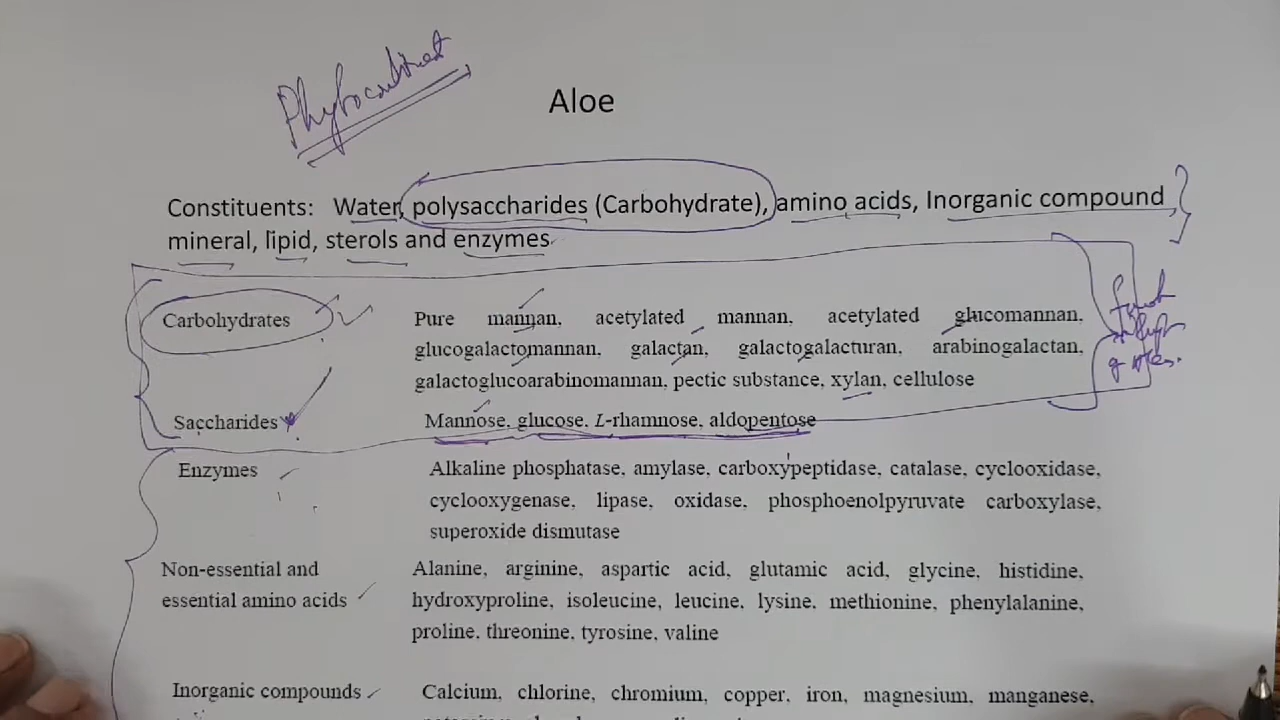 Aloe
Constituents: Water, polysaccharides (Carbohydrate), amino acids, Inorganic compound,
mineral, lipid, sterols and enzymes
Carbohydrates Pure mannan, acetylated mannan, acetylated glucomannan,
glucogalactomannan, galactan, galactogalacturan, arabinogalactan,
galactoglucoarabinomannan, pectic substance, xylan, cellulose
Saccharides Mannose, glucose, L-rhamnose, aldopentose
Enzymes Alkaline phosphatase, amylase, carboxypeptidase, catalase, cyclooxidase,
cyclooxygenase, lipase, oxidase, phosphoenolpyruvate carboxylase,
superoxide dismutase
Non-essential and Alanine, arginine, aspartic acid, glutamic acid, glycine, histidine,
essential amino acids hydroxyproline, isoleucine, leucine, lysine, methionine, phenylalanine,
proline, threonine, tyrosine, valine
Inorganic compounds Calcium, chlorine, chromium, copper, iron, magnesium, manganese,